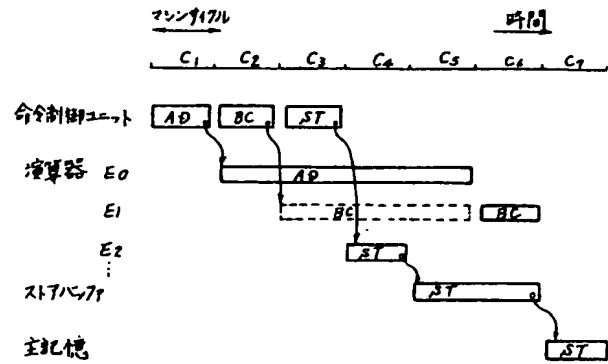 マシンサイクル 時間
C1 C2 C3 C4 C5 C6 C7
命令制御ユニット AD BC ST
演算器 E0 AD
E1 BC BC
E2 ST
⋮
ストアバッファ ST
主記憶 ST